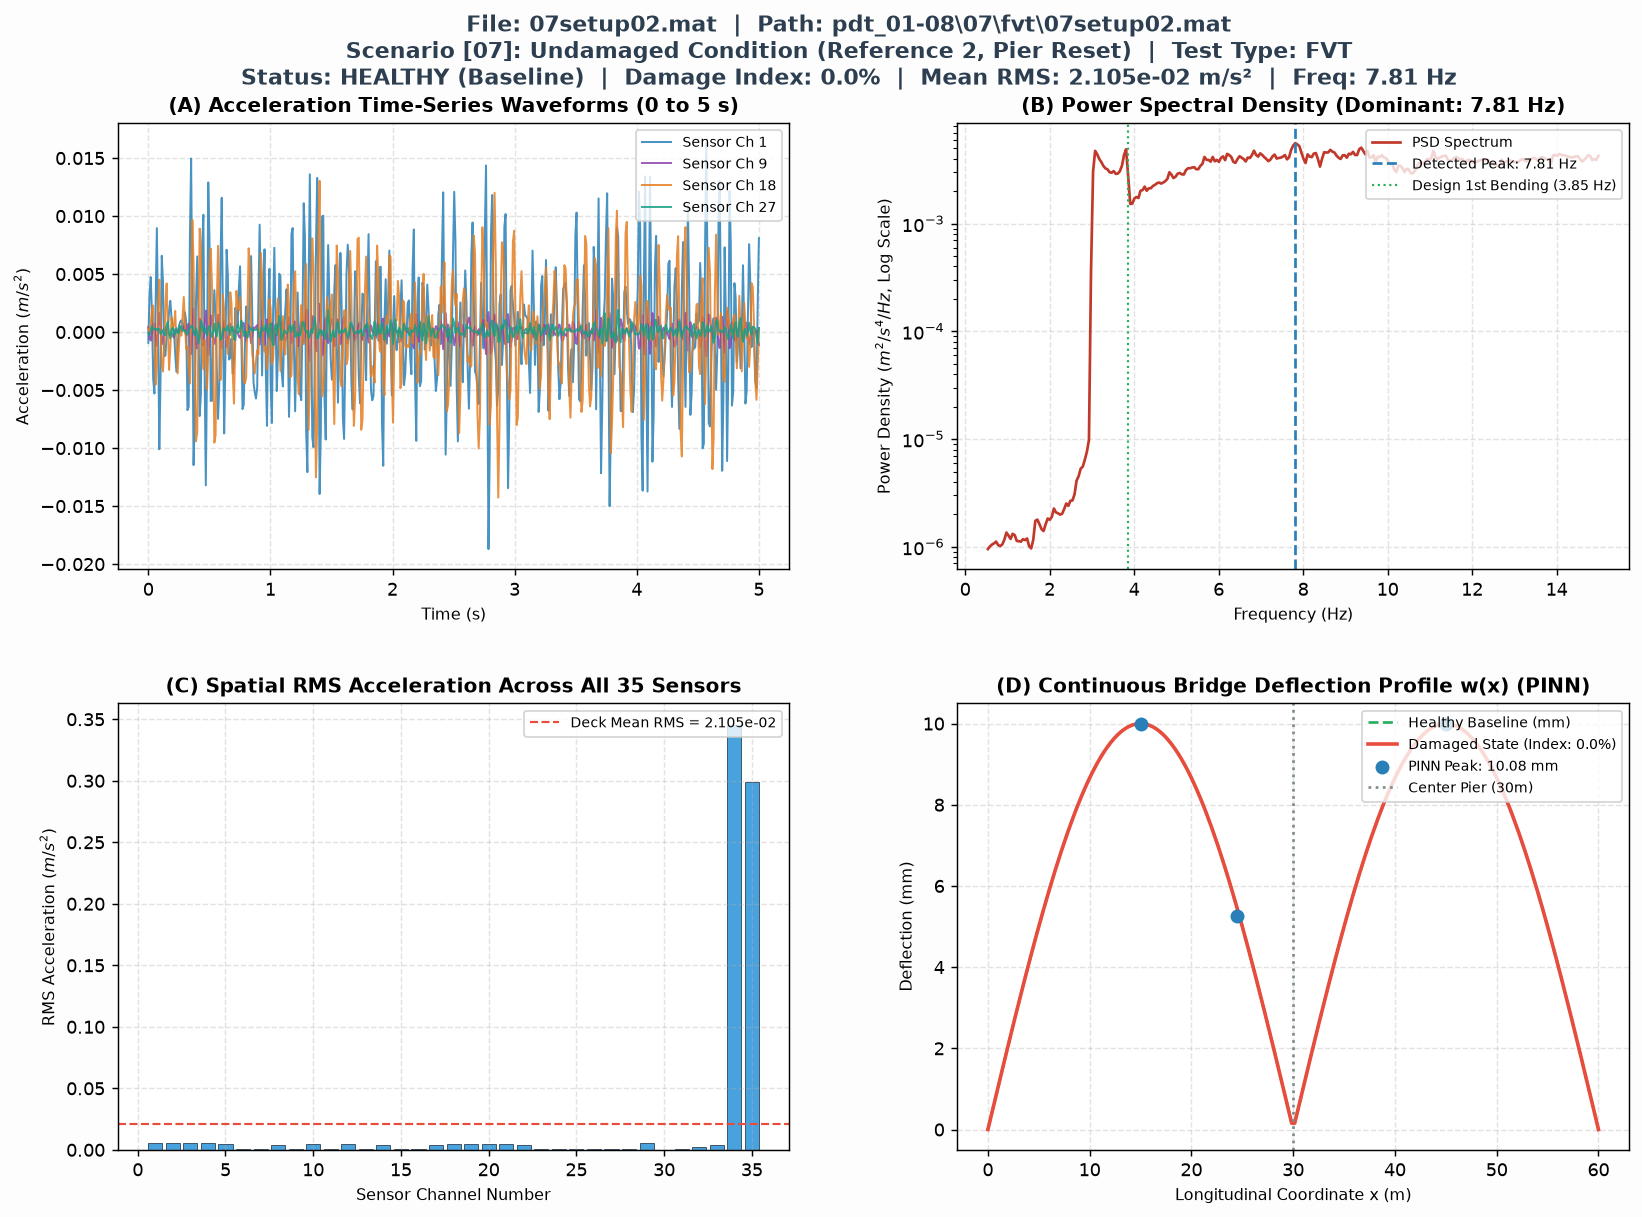 File: 07setup02.mat | Path: pdt_01-08\07\fvt\07setup02.mat
Scenario [07]: Undamaged Condition (Reference 2, Pier Reset) | Test Type: FVT
Status: HEALTHY (Baseline) | Damage Index: 0.0% | Mean RMS: 2.105e-02 m/s² | Freq: 7.81 Hz
(A) Acceleration Time-Series Waveforms (0 to 5 s)
Sensor Ch 1
Sensor Ch 9
Sensor Ch 18
Sensor Ch 27
0.015
0.010
0.005
0.000
−0.005
−0.010
−0.015
−0.020
Acceleration (m/s²)
0 1 2 3 4 5
Time (s)
(B) Power Spectral Density (Dominant: 7.81 Hz)
PSD Spectrum
Detected Peak: 7.81 Hz
Design 1st Bending (3.85 Hz)
10⁻³
10⁻⁴
10⁻⁵
10⁻⁶
Power Density (m²/s⁴/Hz, Log Scale)
0 2 4 6 8 10 12 14
Frequency (Hz)
(C) Spatial RMS Acceleration Across All 35 Sensors
Deck Mean RMS = 2.105e-02
0.35
0.30
0.25
0.20
0.15
0.10
0.05
0.00
RMS Acceleration (m/s²)
0 5 10 15 20 25 30 35
Sensor Channel Number
(D) Continuous Bridge Deflection Profile w(x) (PINN)
Healthy Baseline (mm)
Damaged State (Index: 0.0%)
PINN Peak: 10.08 mm
Center Pier (30m)
10
8
6
4
2
0
Deflection (mm)
0 10 20 30 40 50 60
Longitudinal Coordinate x (m)